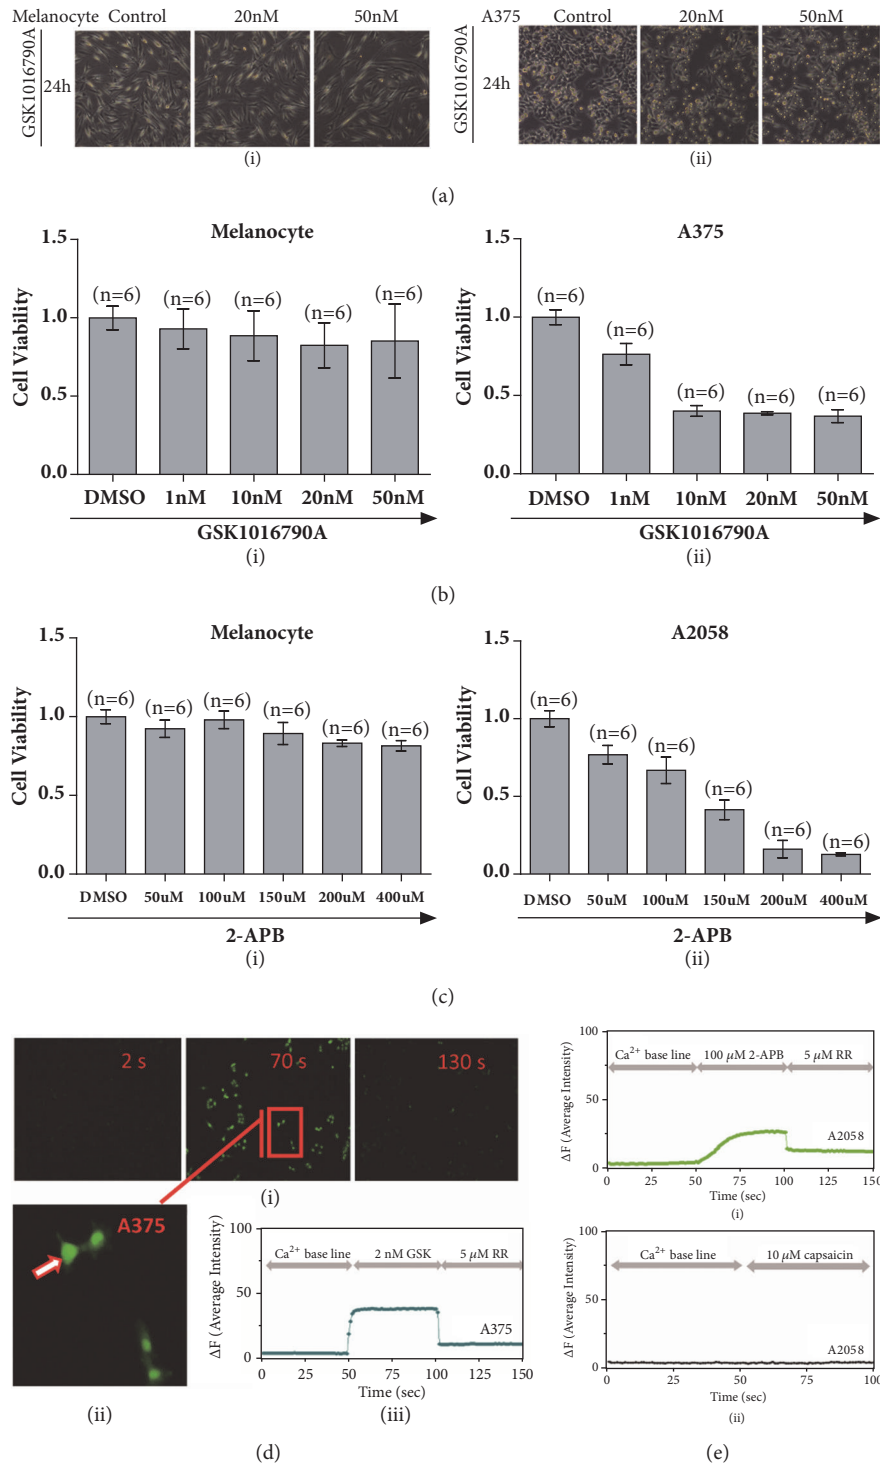 Melanocyte Control 20nM 50nM
GSK1016790A
24h
(i)
A375 Control 20nM 50nM
GSK1016790A
24h
(ii)
(a)
Melanocyte
Cell Viability
1.5
1.0
0.5
0.0
(n=6) (n=6) (n=6) (n=6) (n=6)
DMSO 1nM 10nM 20nM 50nM
GSK1016790A
(i)
A375
Cell Viability
1.5
1.0
0.5
0.0
(n=6) (n=6) (n=6) (n=6) (n=6)
DMSO 1nM 10nM 20nM 50nM
GSK1016790A
(ii)
(b)
Melanocyte
Cell Viability
1.5
1.0
0.5
0.0
(n=6) (n=6) (n=6) (n=6) (n=6) (n=6)
DMSO 50uM 100uM 150uM 200uM 400uM
2-APB
(i)
A2058
Cell Viability
1.5
1.0
0.5
0.0
(n=6) (n=6) (n=6) (n=6) (n=6) (n=6)
DMSO 50uM 100uM 150uM 200uM 400uM
2-APB
(ii)
(c)
2 s 70 s 130 s
(i)
A375
(ii)
ΔF (Average Intensity)
100
50
0
Ca²⁺ base line 2 nM GSK 5 μM RR
A375
0 25 50 75 100 125 150
Time (sec)
(iii)
(d)
ΔF (Average Intensity)
100
75
50
25
0
Ca²⁺ base line 100 μM 2-APB 5 μM RR
A2058
0 25 50 75 100 125 150
Time (sec)
(i)
ΔF (Average Intensity)
100
75
50
25
0
Ca²⁺ base line 10 μM capsaicin
A2058
0 25 50 75 100
Time (sec)
(ii)
(e)